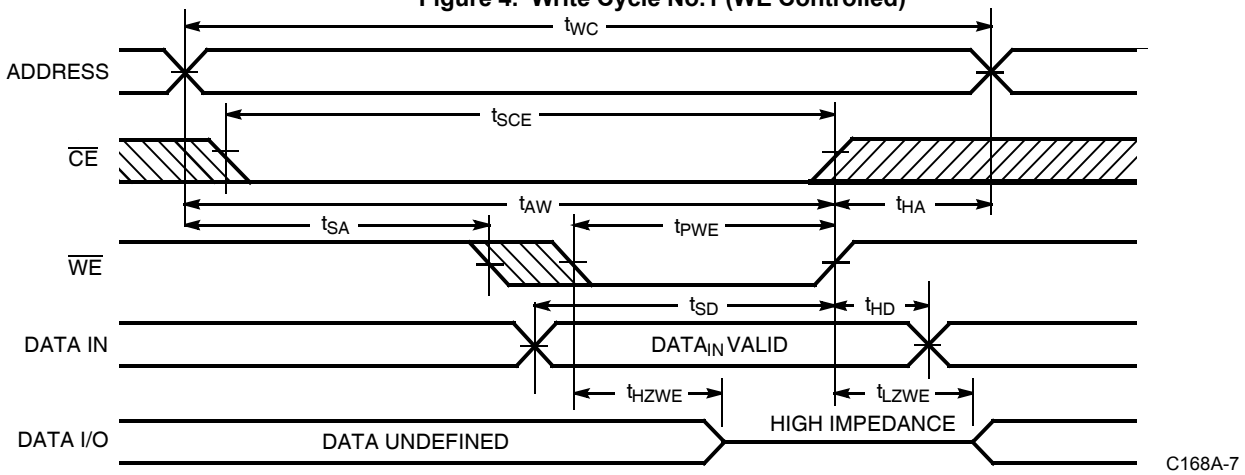 Figure 4. Write Cycle No.1 (WE Controlled)
tWC
ADDRESS
tSCE
CE
tAW
tHA
tSA
tPWE
WE
tSD
tHD
DATA IN
DATAIN VALID
tHZWE
tLZWE
HIGH IMPEDANCE
DATA I/O
DATA UNDEFINED
C168A-7